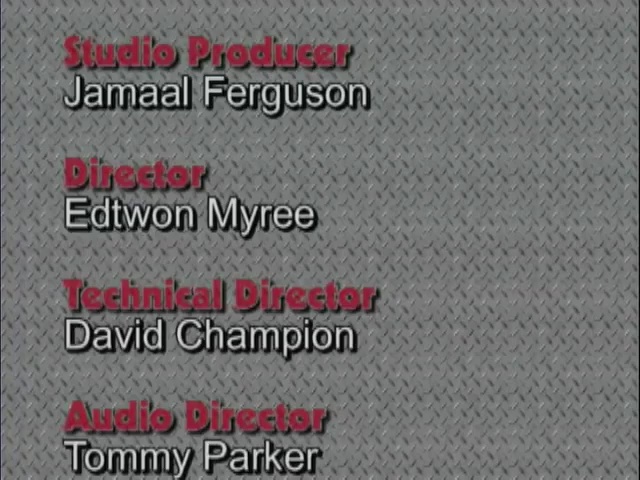 Studio Producer
Jamaal Ferguson
Director
Edtwon Myree
Technical Director
David Champion
Audio Director
Tommy Parker